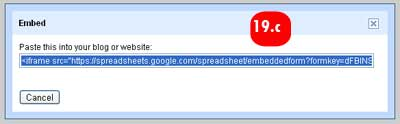 19.c
Embed
Paste this into your blog or website:
<iframe src="https://spreadsheets.google.com/spreadsheet/embeddedform?formkey=dFBINS
Cancel